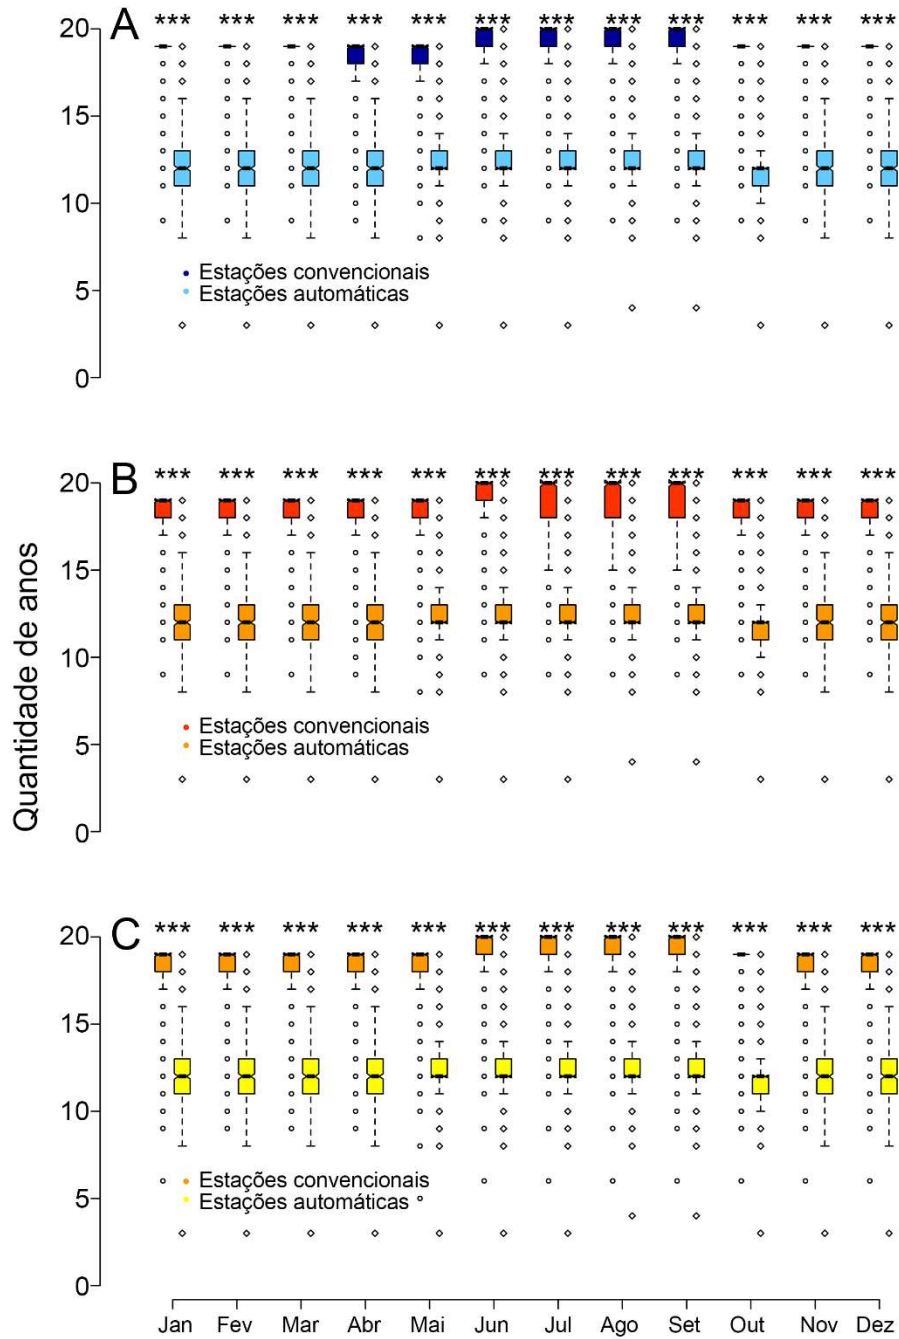 A
*** *** *** *** *** *** *** *** *** *** *** ***
20
15
10
5
0
Estações convencionais
Estações automáticas
B
*** *** *** *** *** *** *** *** *** *** *** ***
20
15
10
5
0
Estações convencionais
Estações automáticas
Quantidade de anos
C
*** *** *** *** *** *** *** *** *** *** *** ***
20
15
10
5
0
Estações convencionais
Estações automáticas
Jan Fev Mar Abr Mai Jun Jul Ago Set Out Nov Dez